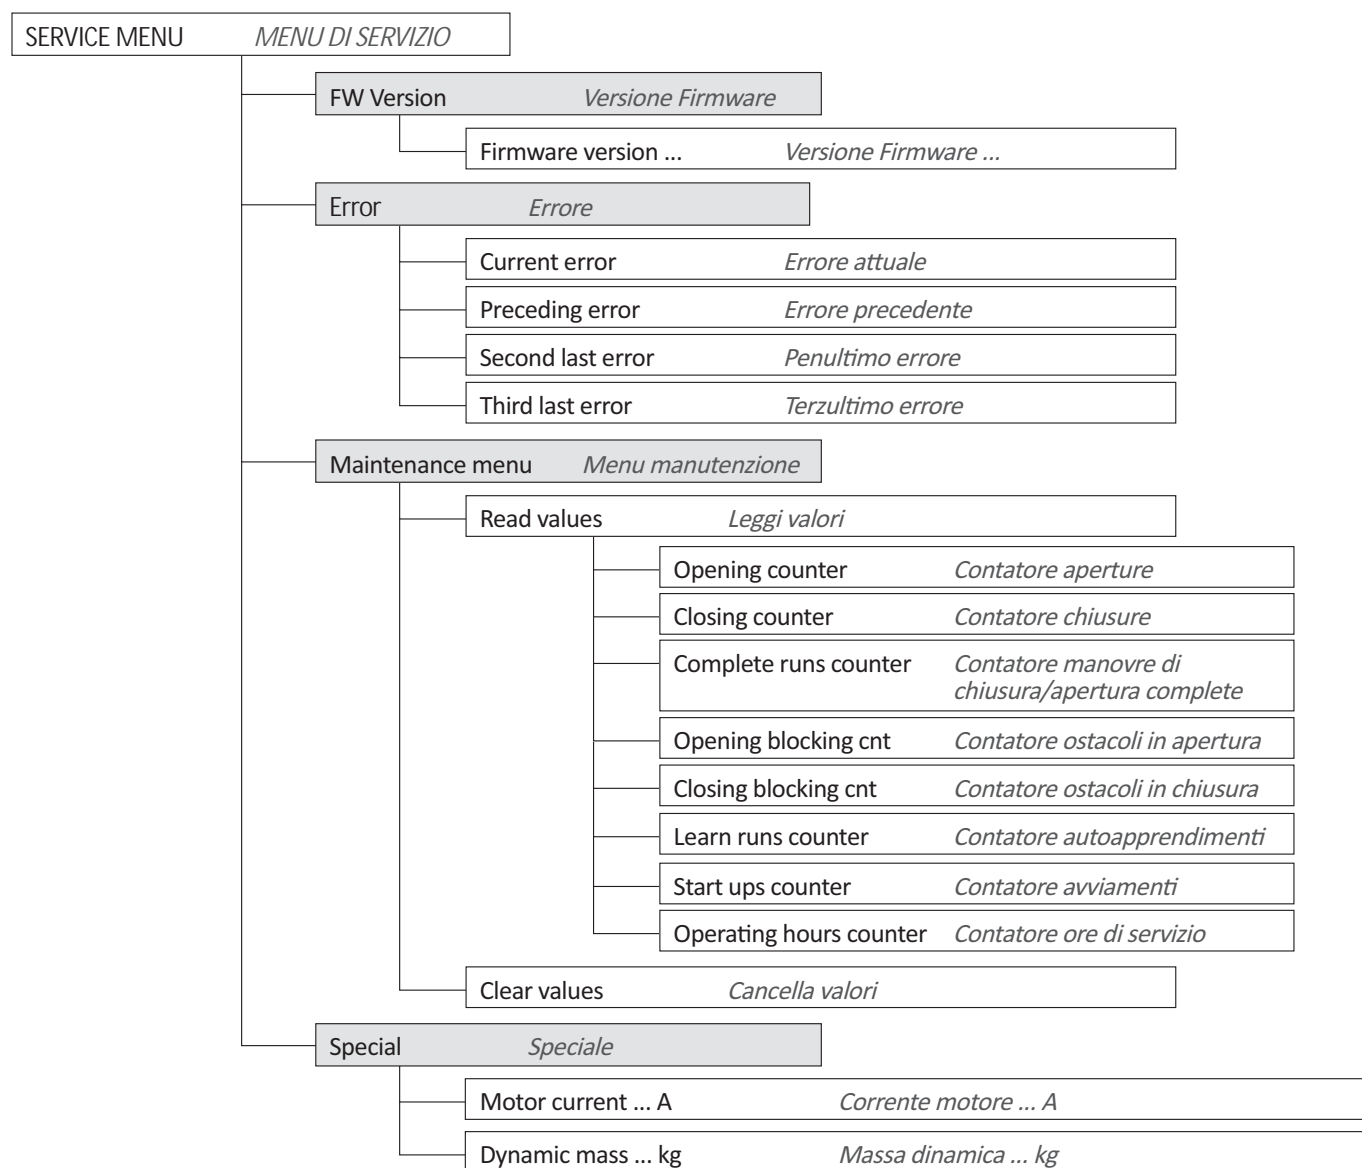 SERVICE MENU MENU DI SERVIZIO
FW Version Versione Firmware
Firmware version ... Versione Firmware ...
Error Errore
Current error Errore attuale
Preceding error Errore precedente
Second last error Penultimo errore
Third last error Terzultimo errore
Maintenance menu Menu manutenzione
Read values Leggi valori
Opening counter Contatore aperture
Closing counter Contatore chiusure
Complete runs counter Contatore manovre di
chiusura/apertura complete
Opening blocking cnt Contatore ostacoli in apertura
Closing blocking cnt Contatore ostacoli in chiusura
Learn runs counter Contatore autoapprendimenti
Start ups counter Contatore avviamenti
Operating hours counter Contatore ore di servizio
Clear values Cancella valori
Special Speciale
Motor current ... A Corrente motore ... A
Dynamic mass ... kg Massa dinamica ... kg